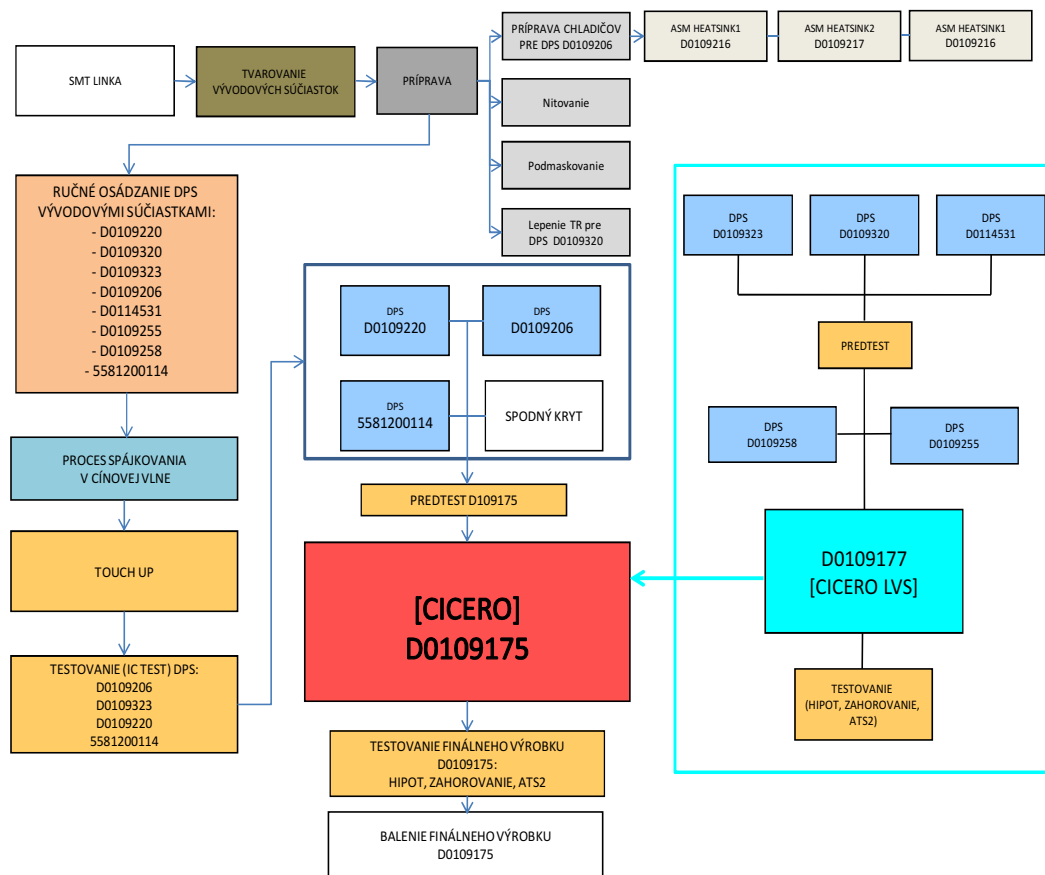 SMT LINKA
TVAROVANIE
VÝVODOVÝCH SÚČIASTOK
PRÍPRAVA
PRÍPRAVA CHLADIČOV
PRE DPS D0109206
ASM HEATSINK1
D0109216
ASM HEATSINK2
D0109217
ASM HEATSINK1
D0109216
Nitovanie
Podmaskovanie
Lepenie TR pre
DPS D0109320
RUČNÉ OSÁDZANIE DPS
VÝVODOVÝMI SÚČIASTKAMI:
- D0109220
- D0109320
- D0109323
- D0109206
- D0114531
- D0109255
- D0109258
- 5581200114
PROCES SPÁJKOVANIA
V CÍNOVEJ VLNE
TOUCH UP
TESTOVANIE (IC TEST) DPS:
D0109206
D0109323
D0109220
5581200114
DPS
D0109220
DPS
D0109206
DPS
5581200114
SPODNÝ KRYT
PREDTEST D109175
[CICERO]
D0109175
TESTOVANIE FINÁLNEHO VÝROBKU
D0109175:
HIPOT, ZAHOROVANIE, ATS2
BALENIE FINÁLNEHO VÝROBKU
D0109175
DPS
D0109323
DPS
D0109320
DPS
D0114531
PREDTEST
DPS
D0109258
DPS
D0109255
D0109177
[CICERO LVS]
TESTOVANIE
(HIPOT, ZAHOROVANIE,
ATS2)